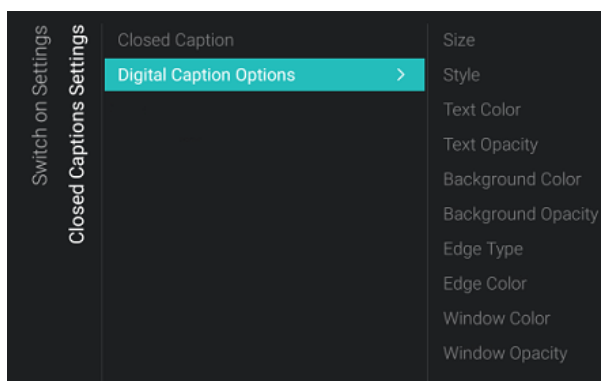 Switch on Settings
Closed Captions Settings
Closed Caption
Digital Caption Options
Size
Style
Text Color
Text Opacity
Background Color
Background Opacity
Edge Type
Edge Color
Window Color
Window Opacity